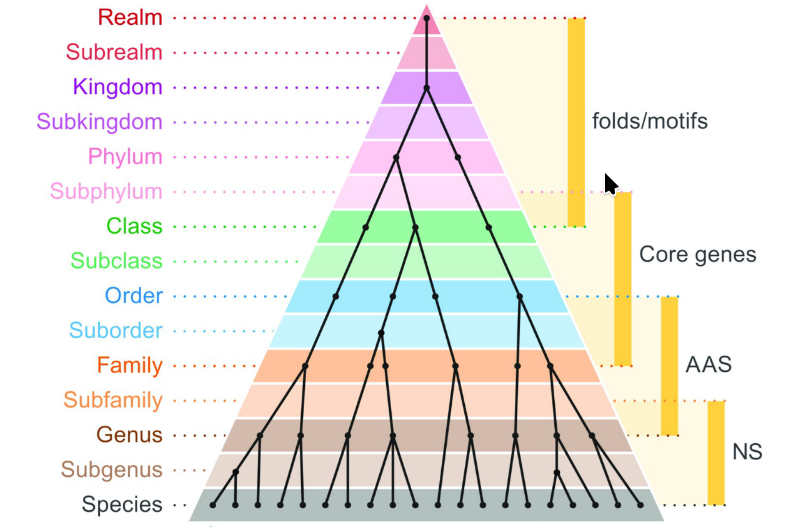 Realm
Subrealm
Kingdom
Subkingdom
folds/motifs
Phylum
Subphylum
Class
Core genes
Subclass
Order
Suborder
Family
AAS
Subfamily
Genus
NS
Subgenus
Species